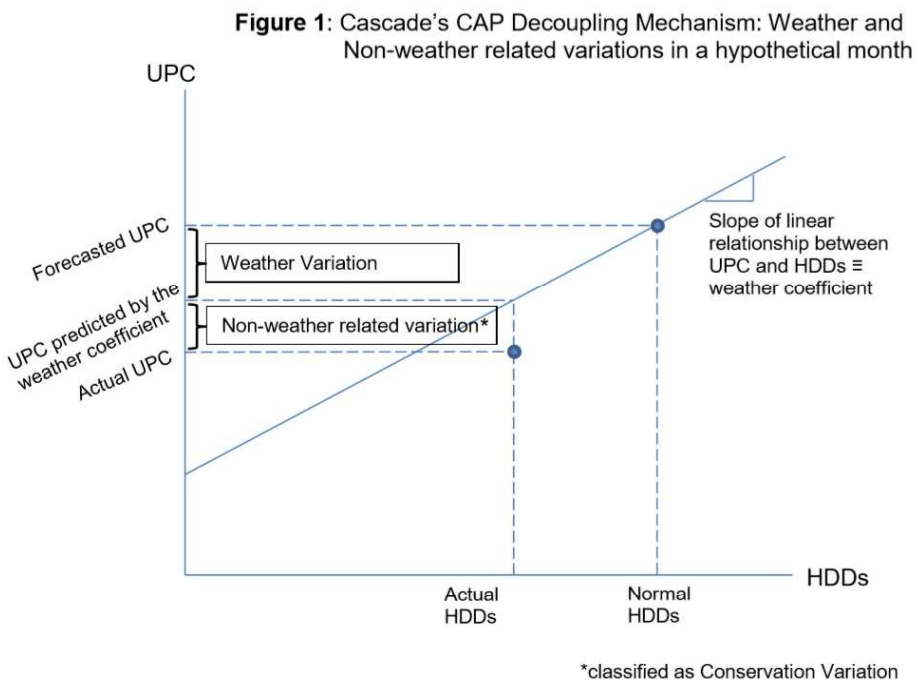 Figure 1: Cascade's CAP Decoupling Mechanism: Weather and
Non-weather related variations in a hypothetical month
UPC
Forecasted UPC
Weather Variation
UPC predicted by the
weather coefficient
Non-weather related variation*
Actual UPC
Slope of linear
relationship between
UPC and HDDs ≡
weather coefficient
HDDs
Actual
HDDs
Normal
HDDs
*classified as Conservation Variation